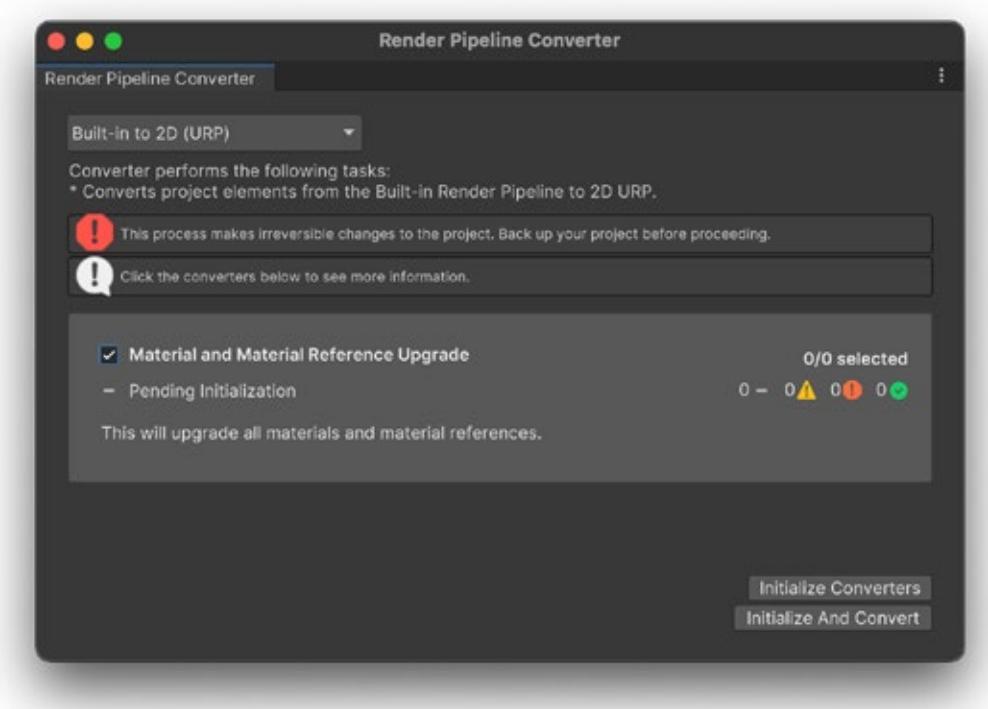 Render Pipeline Converter
Render Pipeline Converter
Built-in to 2D (URP)
Converter performs the following tasks:
* Converts project elements from the Built-in Render Pipeline to 2D URP.
This process makes irreversible changes to the project. Back up your project before proceeding.
Click the converters below to see more information.
Material and Material Reference Upgrade
0/0 selected
– Pending Initialization
0 – 0 0 0
This will upgrade all materials and material references.
Initialize Converters
Initialize And Convert